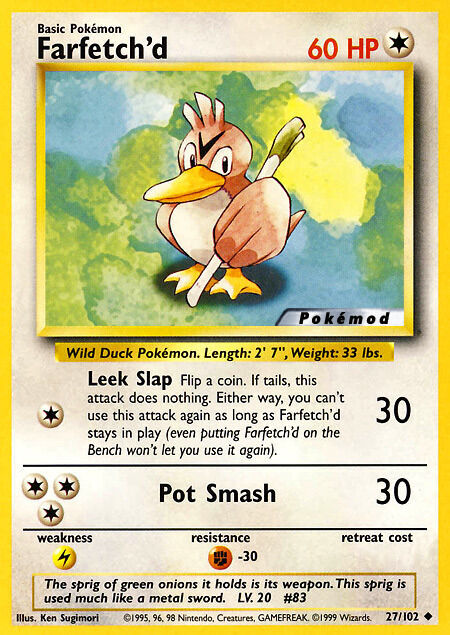 Basic Pokémon
Farfetch'd 60 HP
Pokémod
Wild Duck Pokémon. Length: 2' 7", Weight: 33 lbs.
Leek Slap Flip a coin. If tails, this
attack does nothing. Either way, you can't
use this attack again as long as Farfetch'd
stays in play (even putting Farfetch'd on the
Bench won't let you use it again).
30
Pot Smash 30
weakness resistance retreat cost
-30
The sprig of green onions it holds is its weapon. This sprig is
used much like a metal sword. LV. 20 #83
Illus. Ken Sugimori ©1995, 96, 98 Nintendo, Creatures, GAMEFREAK. ©1999 Wizards. 27/102